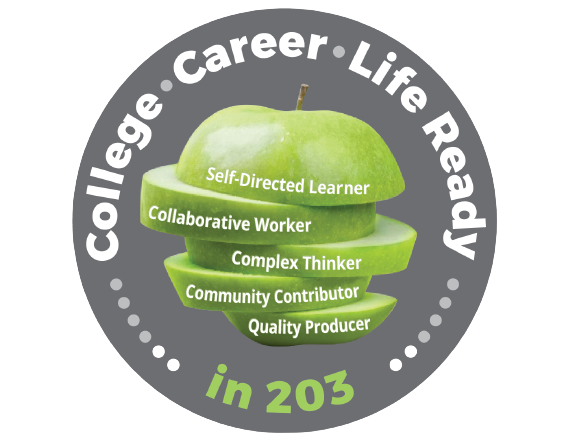 College • Career • Life Ready
Self-Directed Learner
Collaborative Worker
Complex Thinker
Community Contributor
Quality Producer
in 203